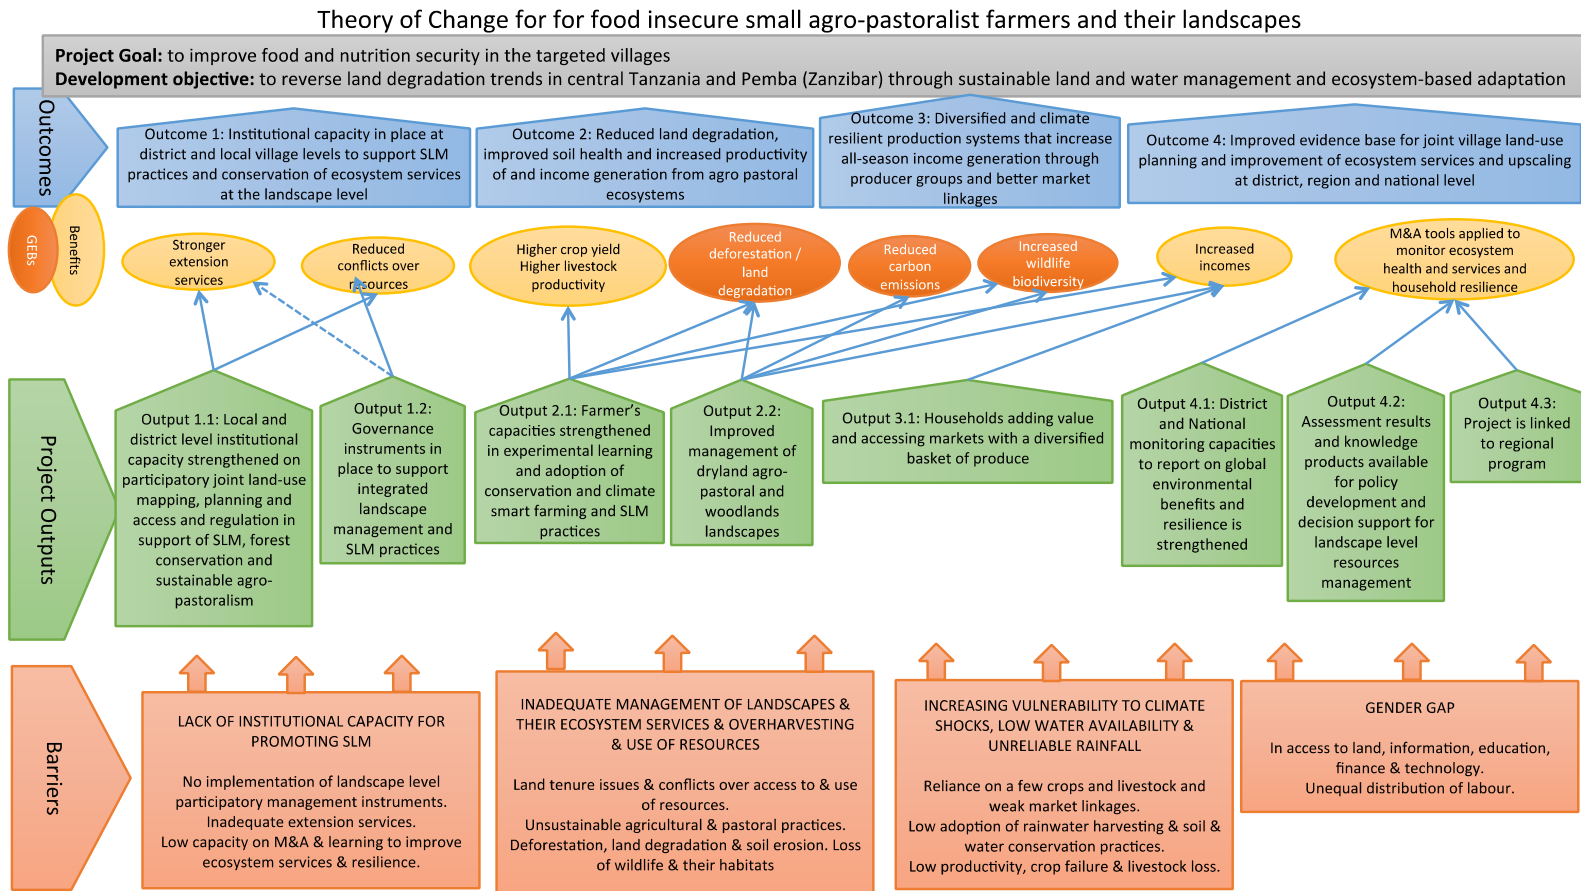 Theory of Change for for food insecure small agro-pastoralist farmers and their landscapes
Project Goal: to improve food and nutrition security in the targeted villages
Development objective: to reverse land degradation trends in central Tanzania and Pemba (Zanzibar) through sustainable land and water management and ecosystem-based adaptation
Outcomes
Outcome 1: Institutional capacity in place at
district and local village levels to support SLM
practices and conservation of ecosystem services
at the landscape level
Outcome 2: Reduced land degradation,
improved soil health and increased productivity
of and income generation from agro pastoral
ecosystems
Outcome 3: Diversified and climate
resilient production systems that increase
all-season income generation through
producer groups and better market
linkages
Outcome 4: Improved evidence base for joint village land-use
planning and improvement of ecosystem services and upscaling
at district, region and national level
GEBs
Benefits
Stronger
extension
services
Reduced
conflicts over
resources
Higher crop yield
Higher livestock
productivity
Reduced
deforestation /
land
degradation
Reduced
carbon
emissions
Increased
wildlife
biodiversity
Increased
incomes
M&A tools applied to
monitor ecosystem
health and services and
household resilience
Project Outputs
Output 1.1: Local and
district level institutional
capacity strengthened on
participatory joint land-use
mapping, planning and
access and regulation in
support of SLM, forest
conservation and
sustainable agro-
pastoralism
Output 1.2:
Governance
instruments in
place to support
integrated
landscape
management and
SLM practices
Output 2.1: Farmer's
capacities strengthened
in experimental learning
and adoption of
conservation and climate
smart farming and SLM
practices
Output 2.2:
Improved
management of
dryland agro-
pastoral and
woodlands
landscapes
Output 3.1: Households adding value
and accessing markets with a diversified
basket of produce
Output 4.1: District
and National
monitoring capacities
to report on global
environmental
benefits and
resilience is
strengthened
Output 4.2:
Assessment results
and knowledge
products available
for policy
development and
decision support for
landscape level
resources
management
Output 4.3:
Project is linked
to regional
program
Barriers
LACK OF INSTITUTIONAL CAPACITY FOR
PROMOTING SLM
No implementation of landscape level
participatory management instruments.
Inadequate extension services.
Low capacity on M&A & learning to improve
ecosystem services & resilience.
INADEQUATE MANAGEMENT OF LANDSCAPES &
THEIR ECOSYSTEM SERVICES & OVERHARVESTING
& USE OF RESOURCES
Land tenure issues & conflicts over access to & use
of resources.
Unsustainable agricultural & pastoral practices.
Deforestation, land degradation & soil erosion. Loss
of wildlife & their habitats
INCREASING VULNERABILITY TO CLIMATE
SHOCKS, LOW WATER AVAILABILITY &
UNRELIABLE RAINFALL
Reliance on a few crops and livestock and
weak market linkages.
Low adoption of rainwater harvesting & soil &
water conservation practices.
Low productivity, crop failure & livestock loss.
GENDER GAP
In access to land, information, education,
finance & technology.
Unequal distribution of labour.